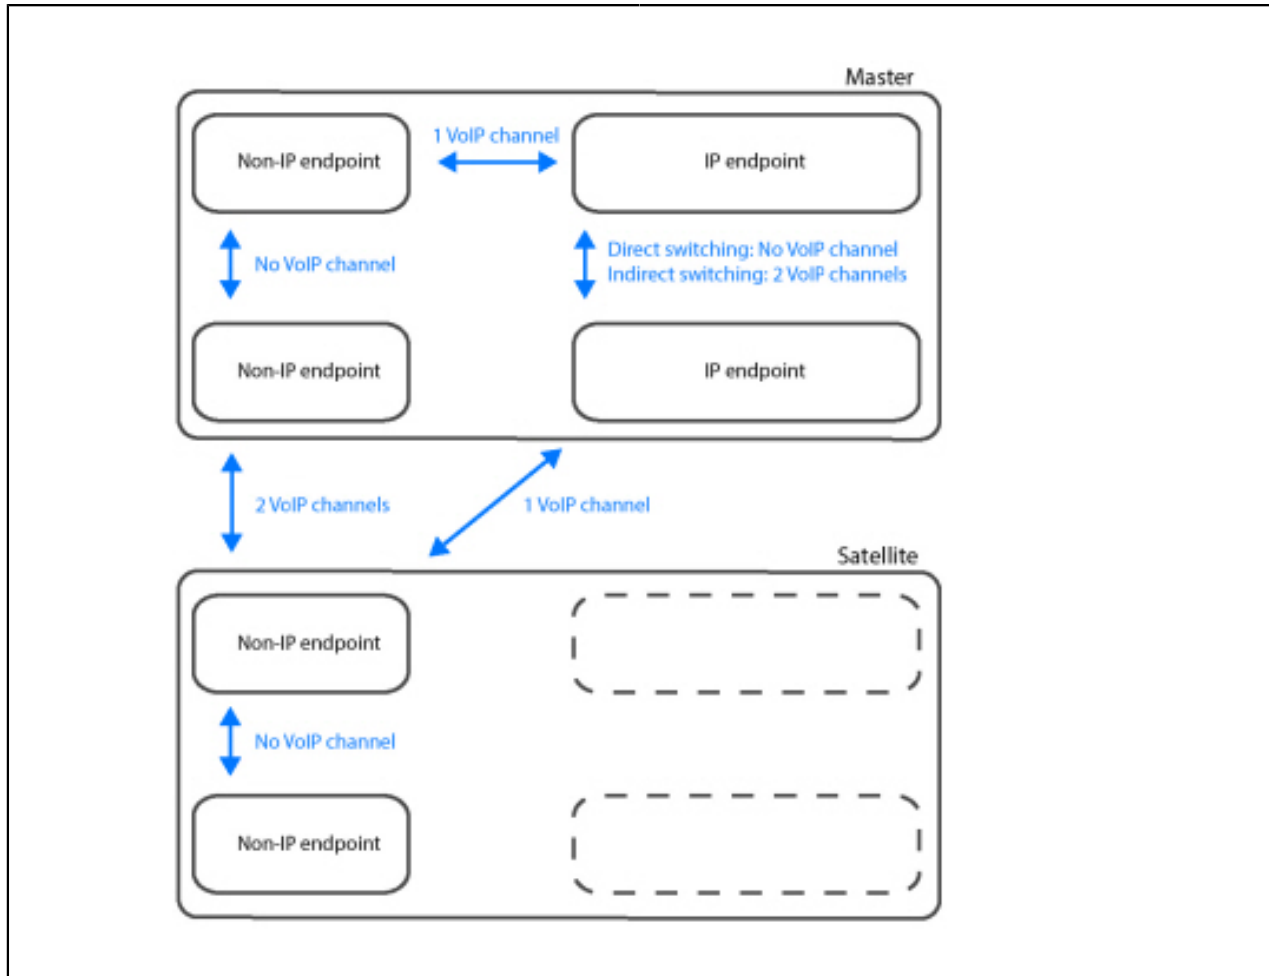 Master
Non-IP endpoint
1 VoIP channel
IP endpoint
No VoIP channel
Direct switching: No VoIP channel
Indirect switching: 2 VoIP channels
Non-IP endpoint
IP endpoint
2 VoIP channels
1 VoIP channel
Satellite
Non-IP endpoint
No VoIP channel
Non-IP endpoint